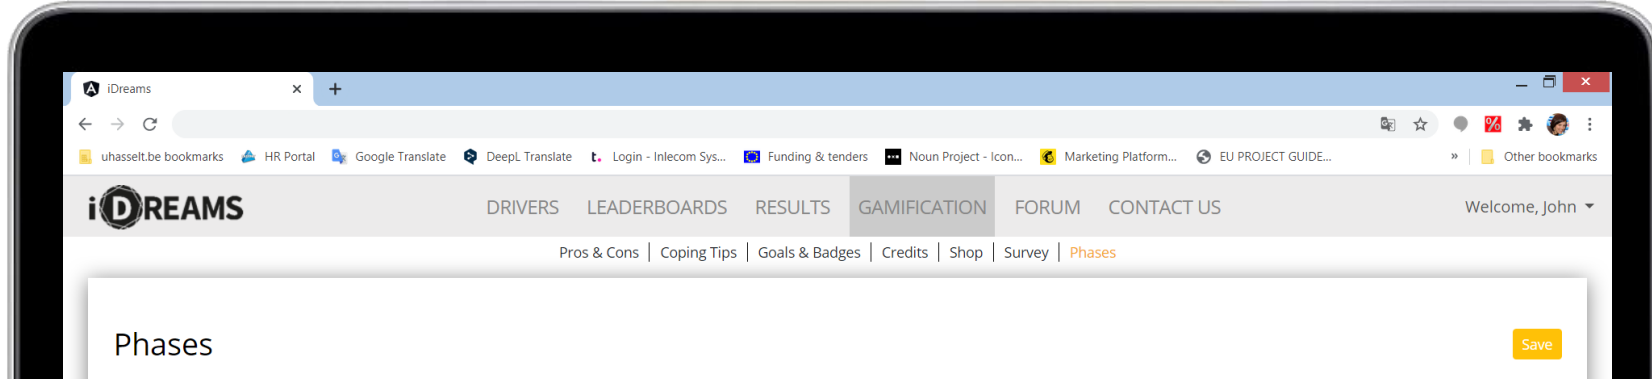 iDreams
uhasselt.be bookmarks HR Portal Google Translate DeepL Translate t. Login - Inlecom Sys... Funding & tenders Noun Project - Icon... Marketing Platform... EU PROJECT GUIDE... » Other bookmarks
iDREAMS DRIVERS LEADERBOARDS RESULTS GAMIFICATION FORUM CONTACT US Welcome, John
Pros & Cons | Coping Tips | Goals & Badges | Credits | Shop | Survey | Phases
Phases Save